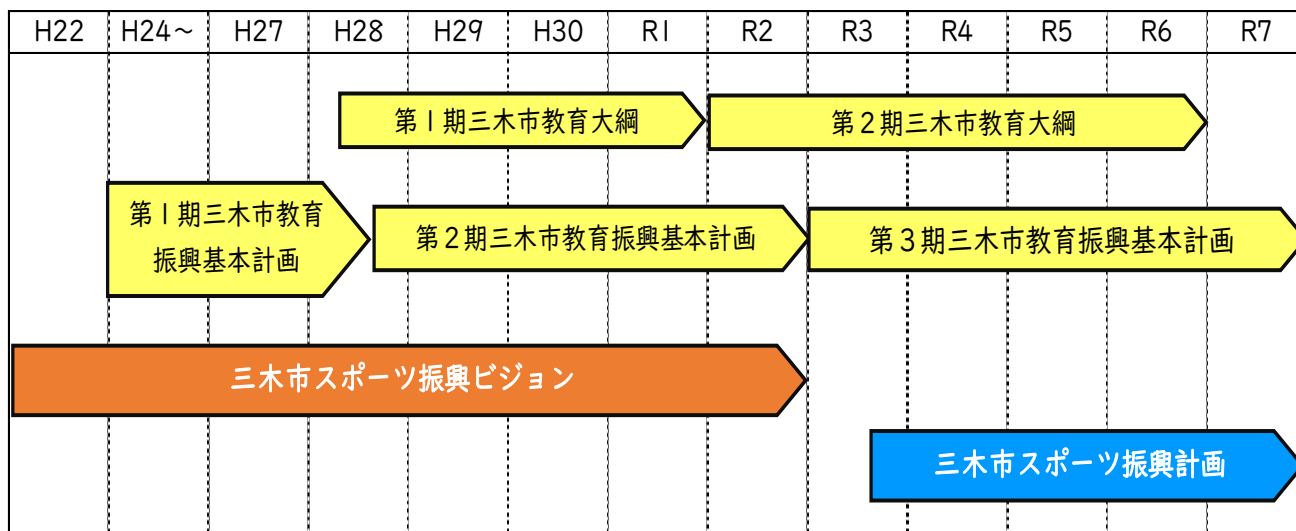 H22 H24～ H27 H28 H29 H30 R1 R2 R3 R4 R5 R6 R7
第1期三木市教育大綱 第2期三木市教育大綱
第1期三木市教育
振興基本計画
第2期三木市教育振興基本計画 第3期三木市教育振興基本計画
三木市スポーツ振興ビジョン
三木市スポーツ振興計画